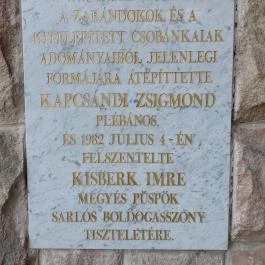 A ZARÁNDOKOK ÉS A
KITELEPÍTETT CSOBÁNKAIAK
ADOMÁNYAIBÓL JELENLEGI
FORMÁJÁRA ÁTÉPÍTTETTE
KAPCSÁNDI ZSIGMOND
PLÉBÁNOS,
ÉS 1982 JÚLIUS 4-ÉN
FELSZENTELTE
KISBERK IMRE
MEGYÉS PÜSPÖK
SARLÓS BOLDOGASSZONY
TISZTELETÉRE.